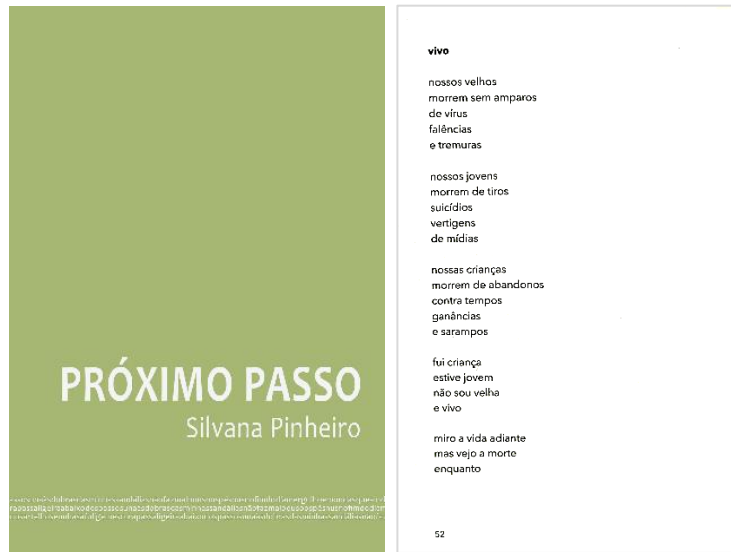 PRÓXIMO PASSO
Silvana Pinheiro
vivo
nossos velhos
morrem sem amparos
de vírus
falências
e tremuras
nossos jovens
morrem de tiros
suicídios
vertigens
de mídias
nossas crianças
morrem de abandonos
contra tempos
ganâncias
e sarampos
fui criança
estive jovem
não sou velha
e vivo
miro a vida adiante
mas vejo a morte
enquanto
52